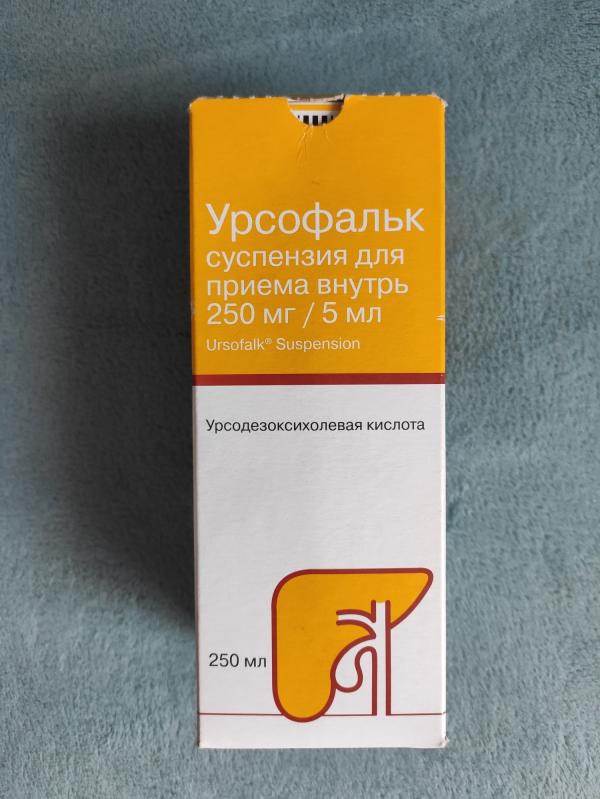 Урсофальк
суспензия для
приема внутрь
250 мг / 5 мл
Ursofalk® Suspension
Урсодезоксихолевая кислота
250 мл